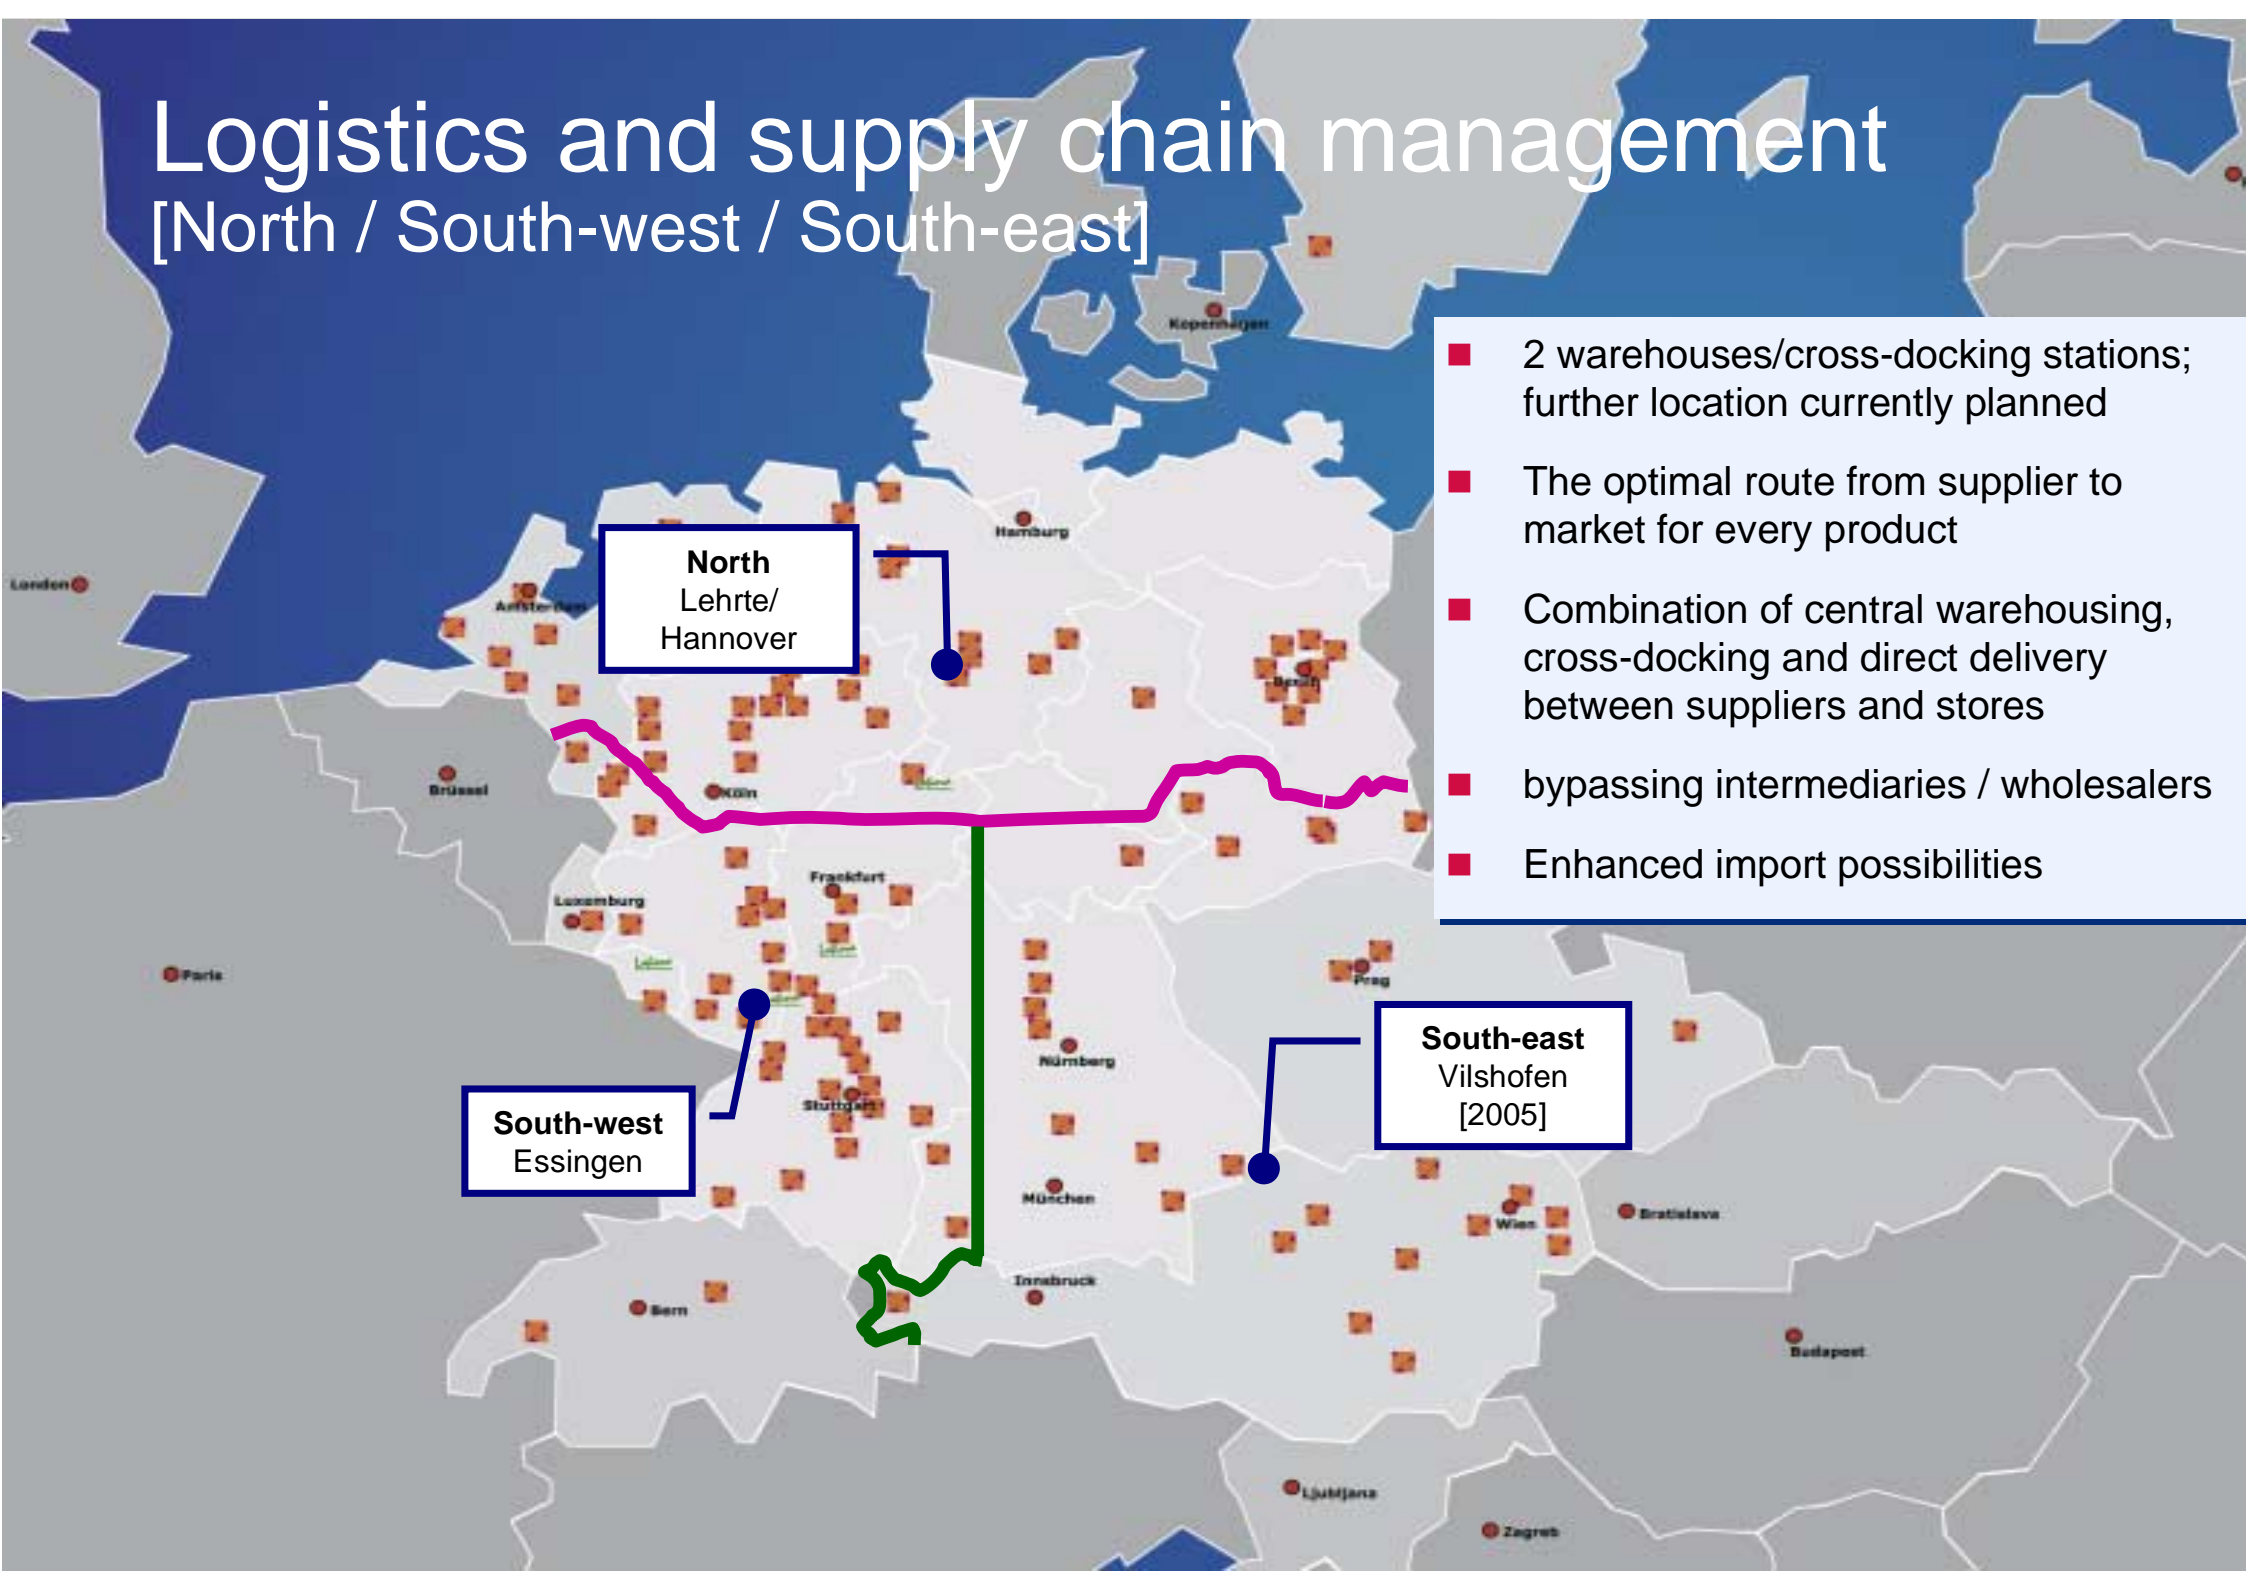 Logistics and supply chain management
[North / South-west / South-east]
Kopenhagen
2 warehouses/cross-docking stations;
further location currently planned
The optimal route from supplier to
market for every product
Combination of central warehousing,
cross-docking and direct delivery
between suppliers and stores
bypassing intermediaries / wholesalers
Enhanced import possibilities
Hamburg
North
Lehrte/
Hannover
London
Amsterdam
Berlin
Brüssel
Köln
Frankfurt
Luxemburg
Paris
Prag
Nürnberg
South-east
Vilshofen
[2005]
Stuttgart
South-west
Essingen
München
Wien
Bratislava
Innsbruck
Bern
Budapest
Ljubljana
Zagreb